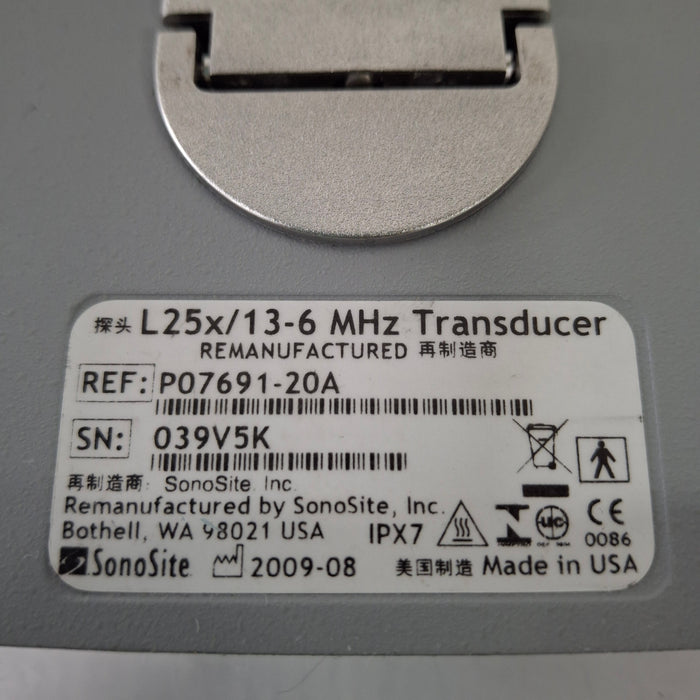 探头 L25x/13-6 MHz Transducer
REMANUFACTURED 再制造商
REF: P07691-20A
SN: 039V5K
再制造商: SonoSite, Inc.
Remanufactured by SonoSite, Inc.
Bothell, WA 98021 USA IPX7
CE 0086
SonoSite 2009-08 美国制造 Made in USA